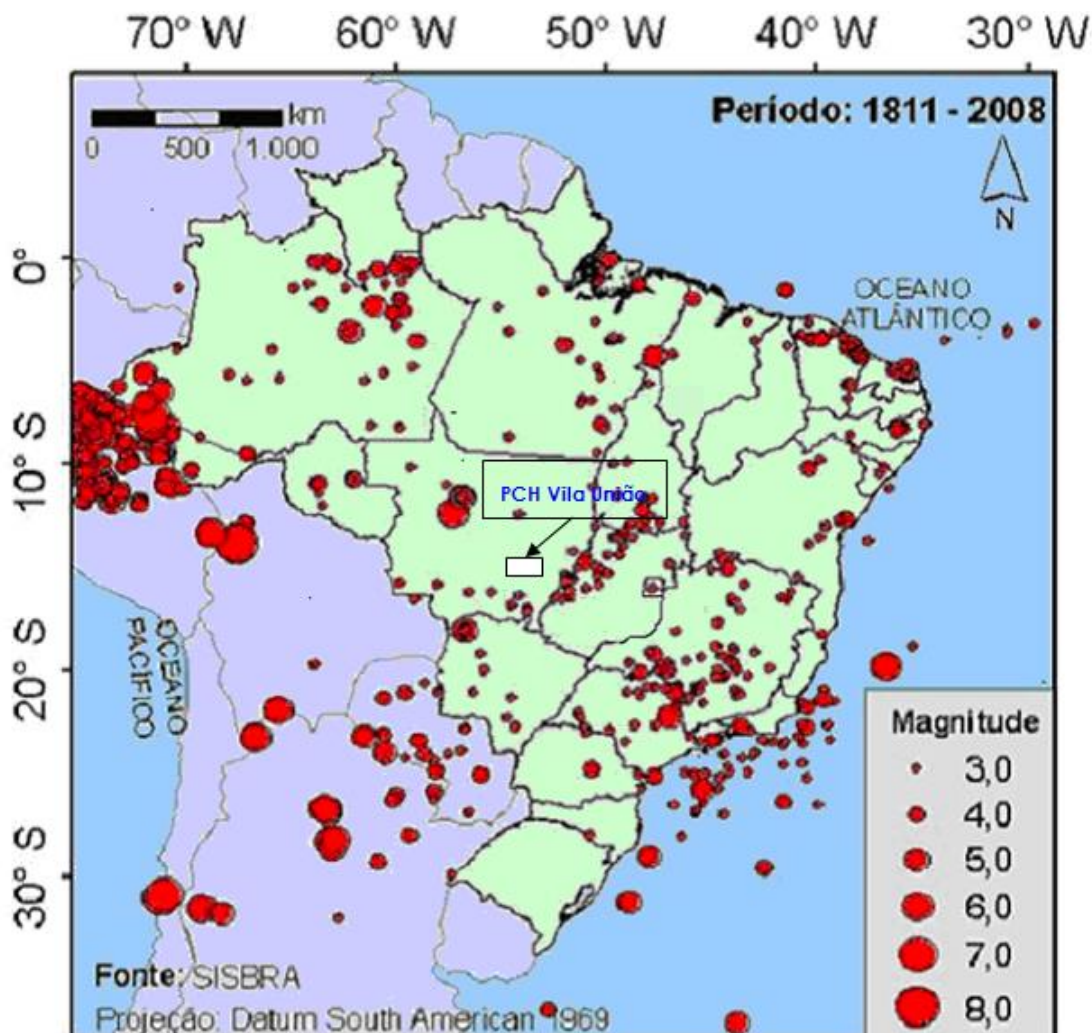 70° W 60° W 50° W 40° W 30° W
km
0 500 1.000
Período: 1811 - 2008
N
0°
OCEANO
ATLÂNTICO
10° S
PCH Vila União
20° S
OCEANO
PACÍFICO
30° S
Magnitude
3,0
4,0
5,0
6,0
7,0
8,0
Fonte: SISBRA
Projeção: Datum South American 1969